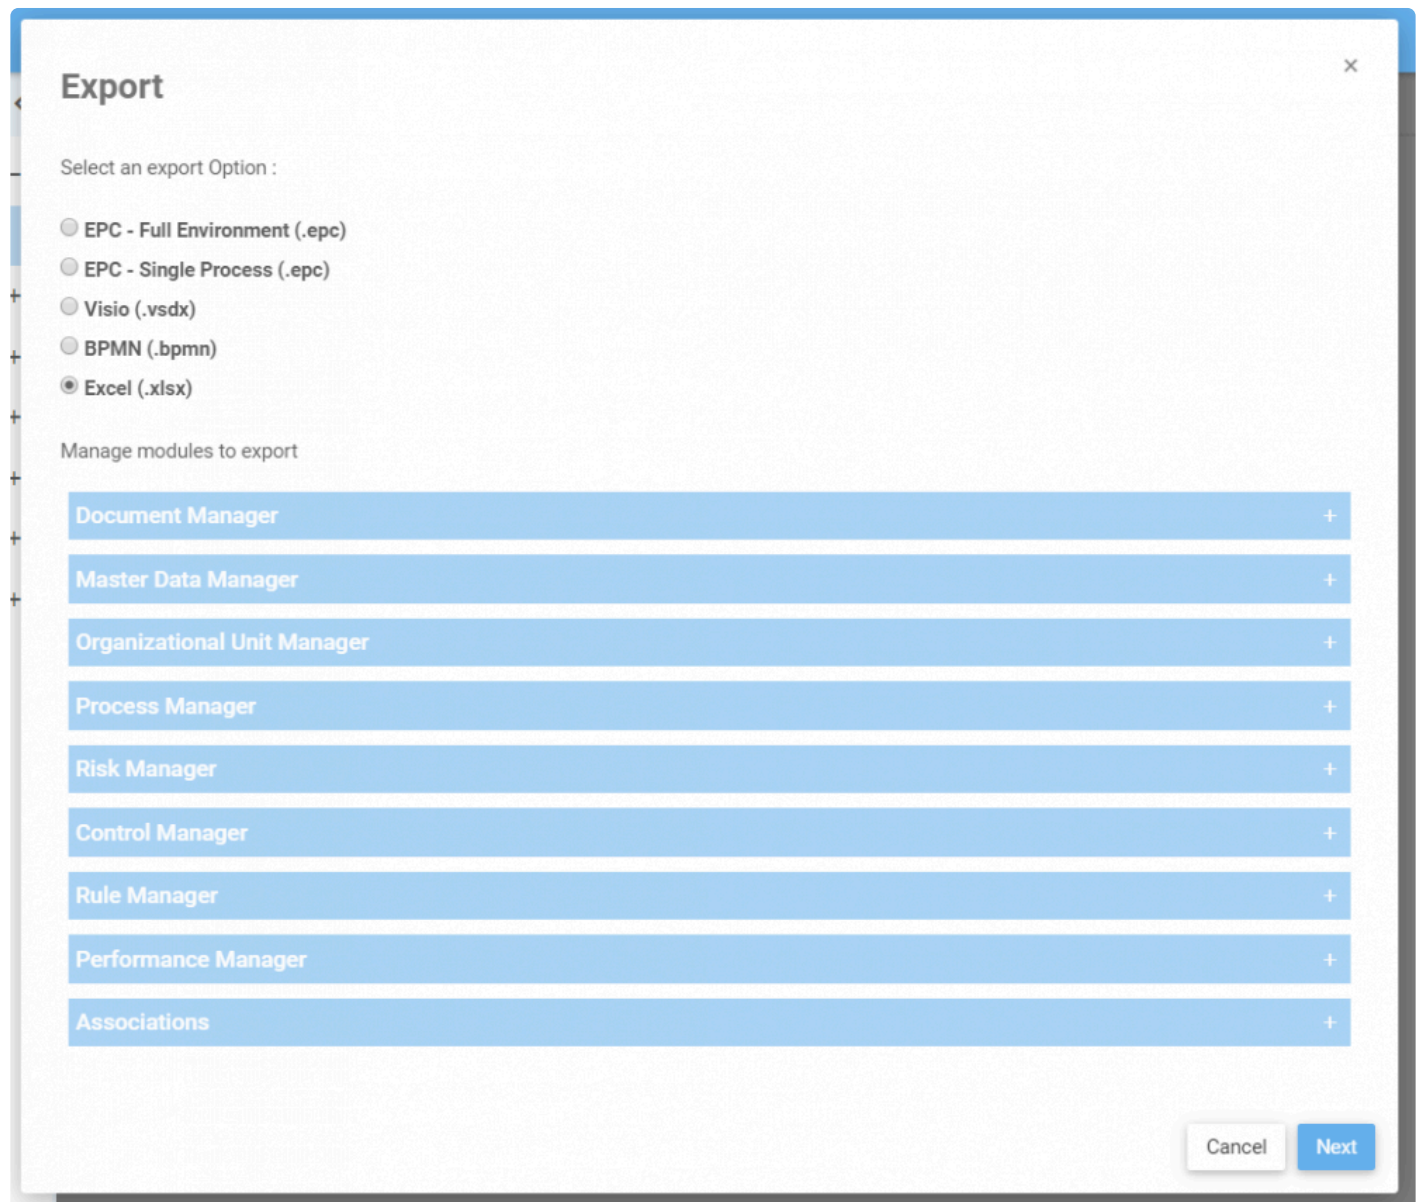 Export
×
Select an export Option :
EPC - Full Environment (.epc)
EPC - Single Process (.epc)
Visio (.vsdx)
BPMN (.bpmn)
Excel (.xlsx)
Manage modules to export
Document Manager +
Master Data Manager +
Organizational Unit Manager +
Process Manager +
Risk Manager +
Control Manager +
Rule Manager +
Performance Manager +
Associations +
Cancel Next